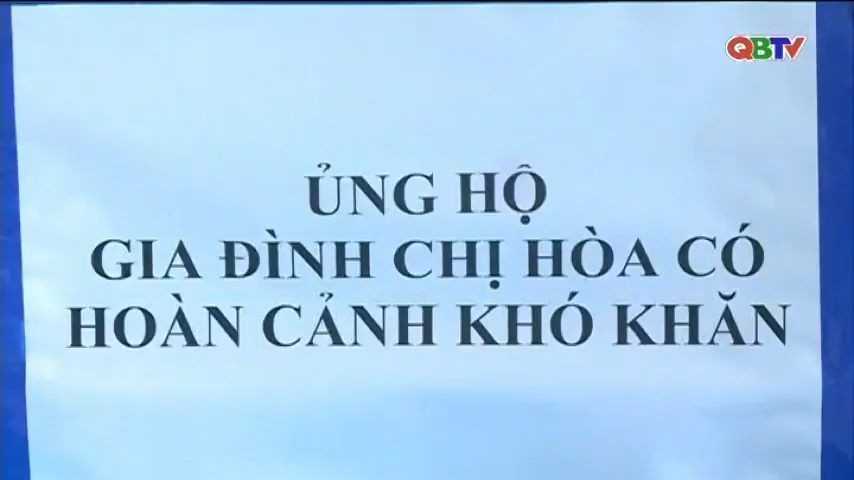 QBTV
ỦNG HỘ
GIA ĐÌNH CHỊ HÒA CÓ
HOÀN CẢNH KHÓ KHĂN